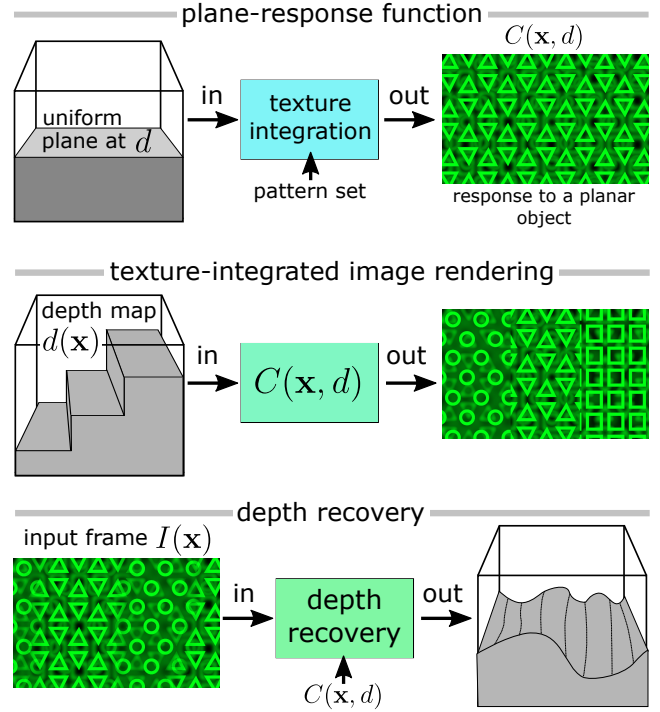 plane-response function
uniform
plane at d
in
texture
integration
out
pattern set
C(x, d)
response to a planar
object
texture-integrated image rendering
depth map
d(x)
in
C(x, d)
out
depth recovery
input frame I(x)
in
depth
recovery
out
C(x, d)